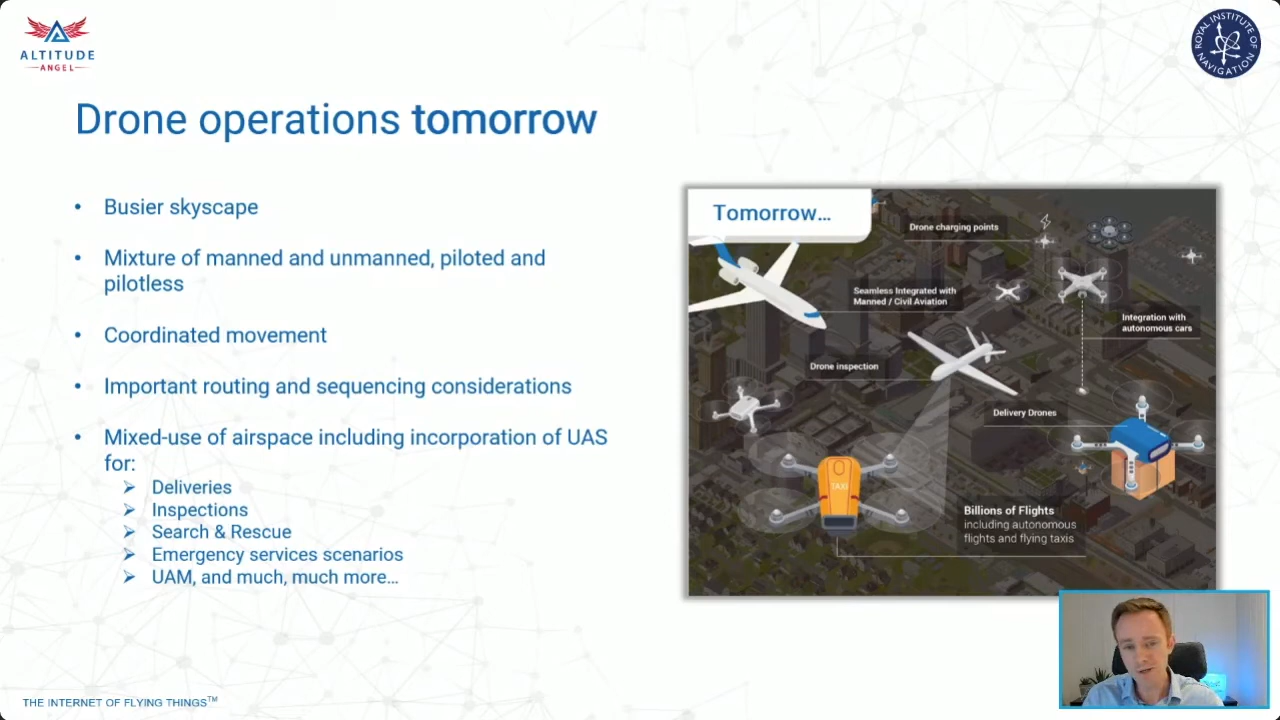 ALTITUDE
ANGEL
ROYAL INSTITUTE OF NAVIGATION
Drone operations tomorrow
• Busier skyscape
• Mixture of manned and unmanned, piloted and
pilotless
• Coordinated movement
• Important routing and sequencing considerations
• Mixed-use of airspace including incorporation of UAS
for:
➢ Deliveries
➢ Inspections
➢ Search & Rescue
➢ Emergency services scenarios
➢ UAM, and much, much more…
Tomorrow…
Drone charging points
Seamless Integrated with
Manned / Civil Aviation
Integration with
autonomous cars
Drone inspection
Delivery Drones
TAXI
Billions of Flights
including autonomous
flights and flying taxis
THE INTERNET OF FLYING THINGS™